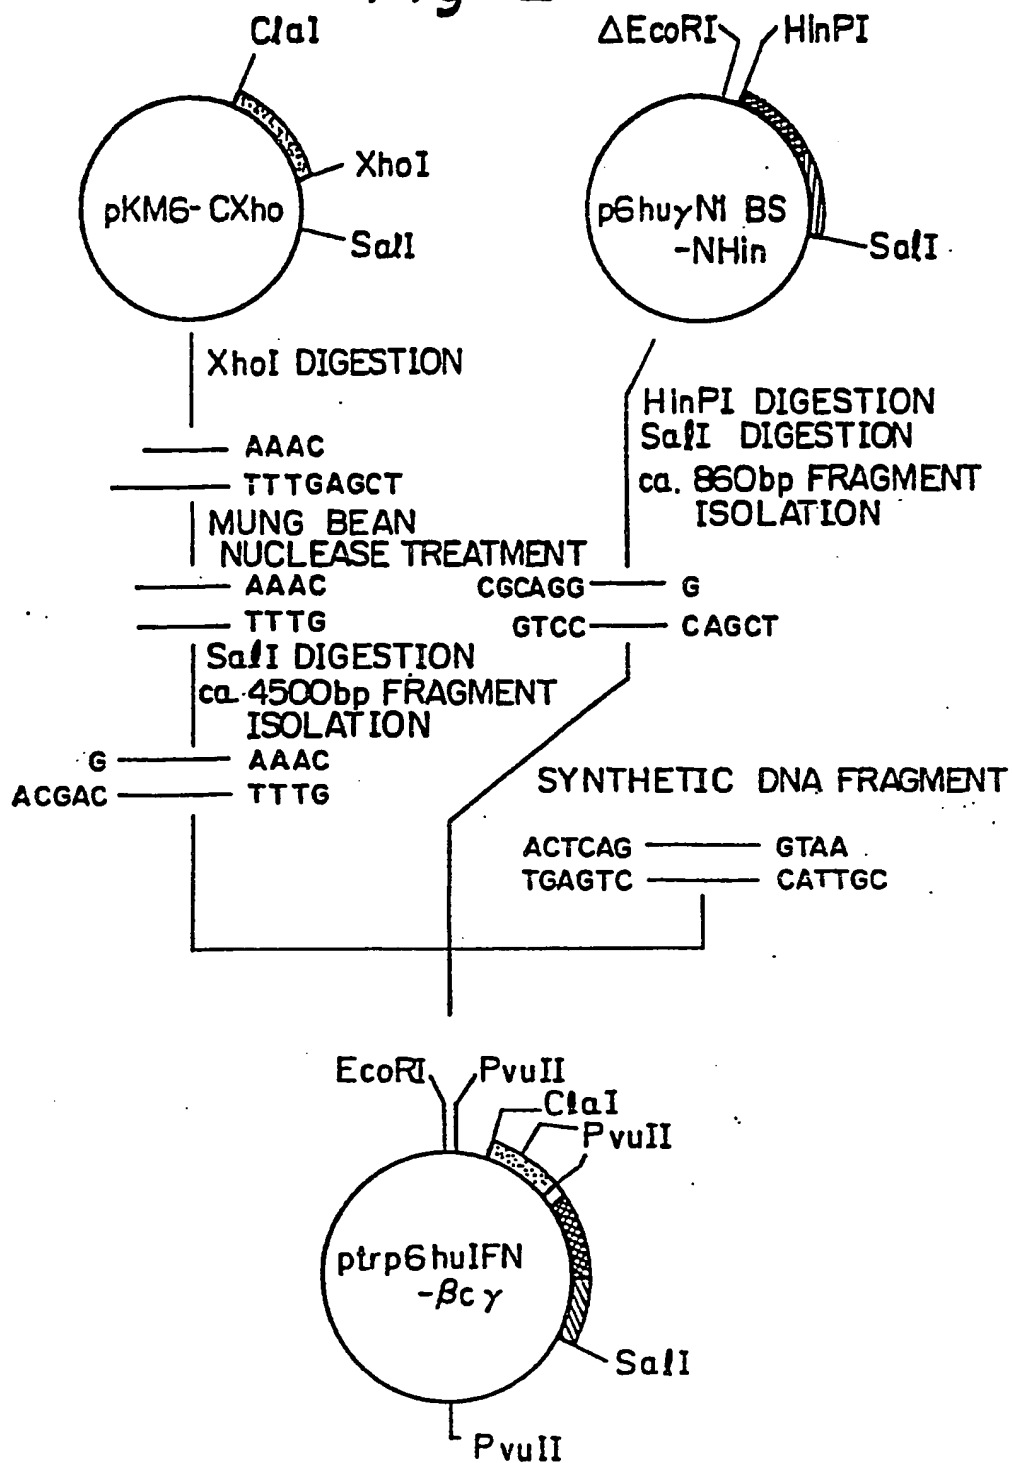 ClaI
XhoI
SalI
pKM6-CXho
ΔEcoRI
HinPI
p6huγN1 BS
-NHin
SalI
XhoI DIGESTION
AAAC
TTTGAGCT
MUNG BEAN
NUCLEASE TREATMENT
AAAC
TTTG
SalI DIGESTION
ca. 4500bp FRAGMENT
ISOLATION
G AAAC
ACGAC TTTG
HinPI DIGESTION
SalI DIGESTION
ca. 860bp FRAGMENT
ISOLATION
CGCAGG G
GTCC CAGCT
SYNTHETIC DNA FRAGMENT
ACTCAG GTAA
TGAGTC CATTGC
EcoRI
PvuII
ClaI
PvuII
ptrp6huIFN
-βcγ
SalI
PvuII